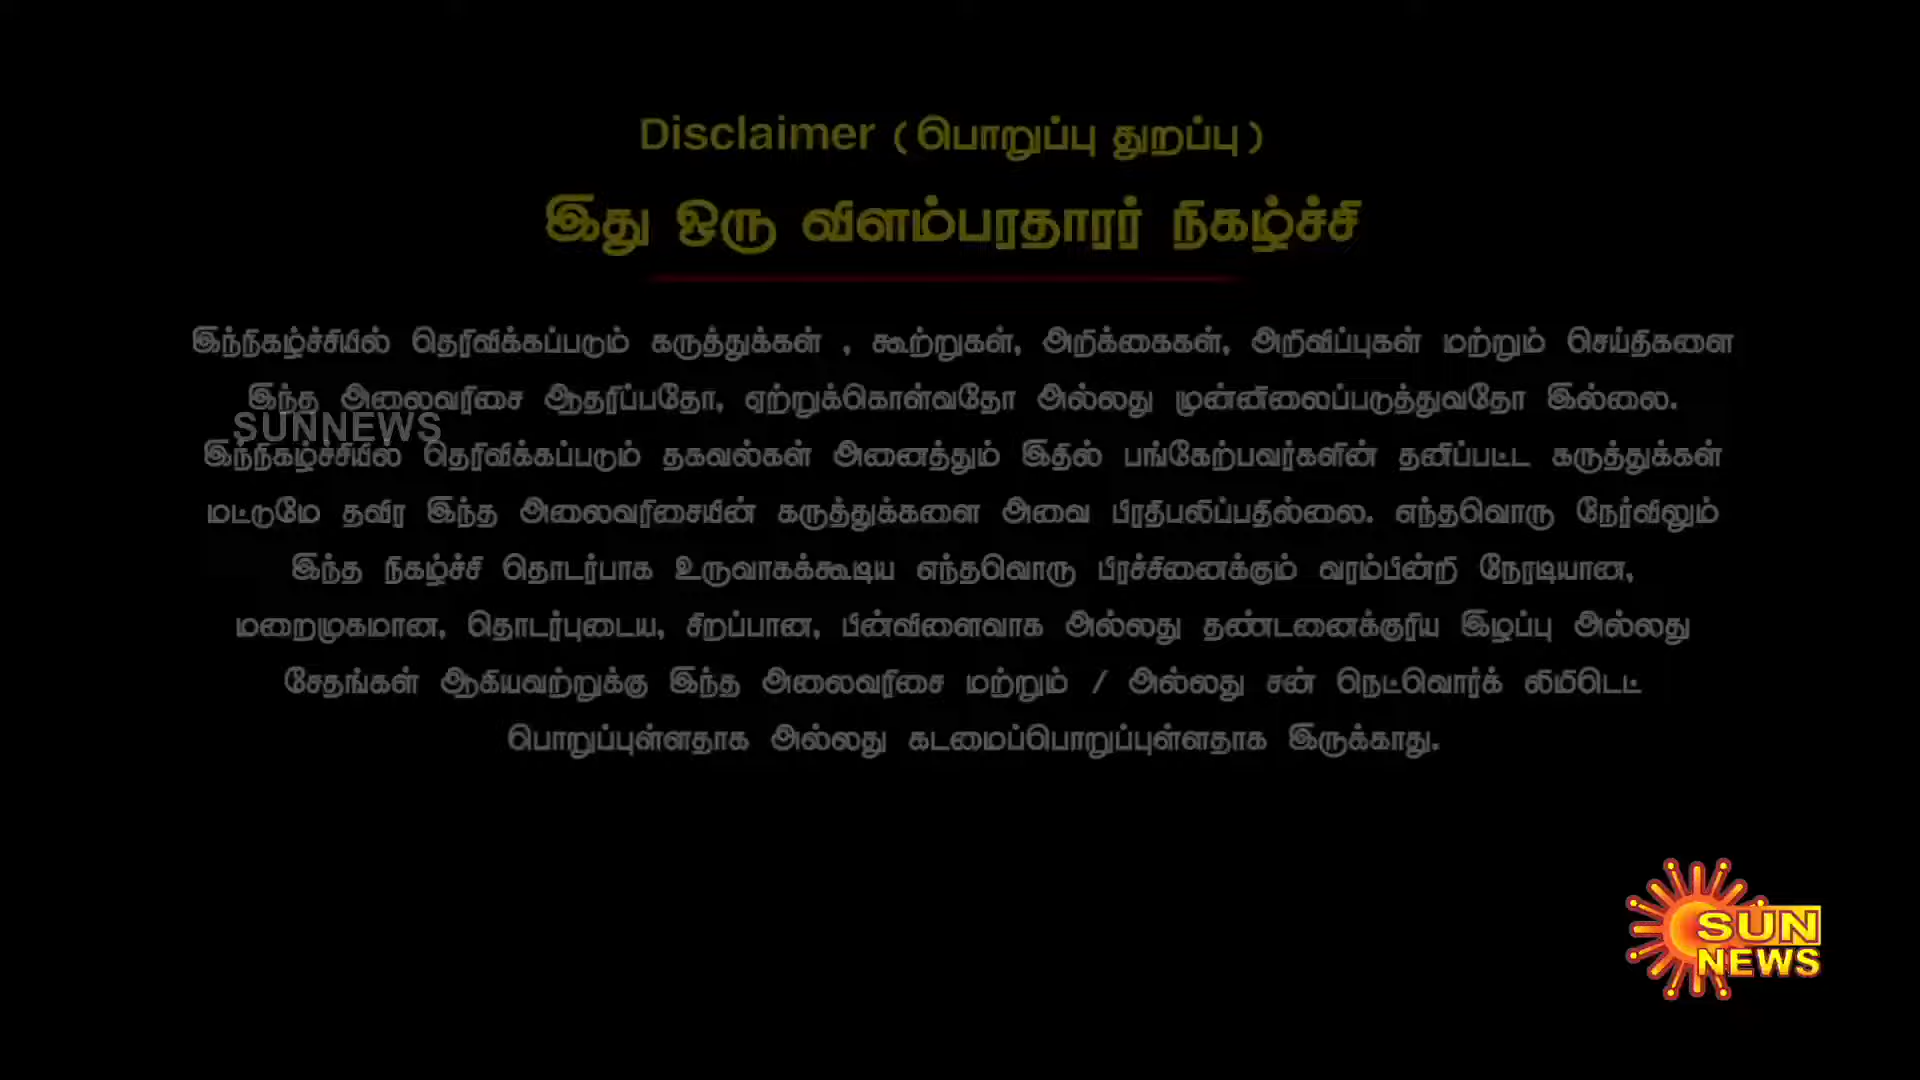 Disclaimer ( பொறுப்பு துறப்பு )
இது ஒரு விளம்பரதாரர் நிகழ்ச்சி
இந்நிகழ்ச்சியில் தெரிவிக்கப்படும் கருத்துக்கள் , கூற்றுகள், அறிக்கைகள், அறிவிப்புகள் மற்றும் செய்திகளை
இந்த அலைவரிசை ஆதரிப்பதோ, ஏற்றுக்கொள்வதோ அல்லது முன்னிலைப்படுத்துவதோ இல்லை.
SUNNEWS
இந்நிகழ்ச்சியில் தெரிவிக்கப்படும் தகவல்கள் அனைத்தும் இதில் பங்கேற்பவர்களின் தனிப்பட்ட கருத்துக்கள்
மட்டுமே தவிர இந்த அலைவரிசையின் கருத்துக்களை அவை பிரதிபலிப்பதில்லை. எந்தவொரு நேர்விலும்
இந்த நிகழ்ச்சி தொடர்பாக உருவாகக்கூடிய எந்தவொரு பிரச்சினைக்கும் வரம்பின்றி நேரடியான,
மறைமுகமான, தொடர்புடைய, சிறப்பான, பின்விளைவாக அல்லது தண்டனைக்குரிய இழப்பு அல்லது
சேதங்கள் ஆகியவற்றுக்கு இந்த அலைவரிசை மற்றும் / அல்லது சன் நெட்வொர்க் லிமிடெட்
பொறுப்புள்ளதாக அல்லது கடமைப்பொறுப்புள்ளதாக இருக்காது.
SUN
NEWS